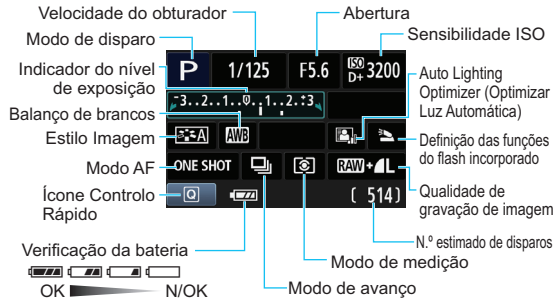 Velocidade do obturador
Abertura
Modo de disparo
Sensibilidade ISO
P 1/125 F5.6 ISO D+ 3200
Indicador do nível
de exposição
-3..2..1..0..1..2.:+3
Auto Lighting
Optimizer (Optimizar
Luz Automática)
Balanço de brancos
Estilo Imagem
A AWB
Definição das funções
do flash incorporado
Modo AF
ONE SHOT RAW+L
Ícone Controlo
Rápido
Q ( 514)
Qualidade de
gravação de imagem
Verificação da bateria
N.º estimado de disparos
Modo de medição
OK N/OK
Modo de avanço